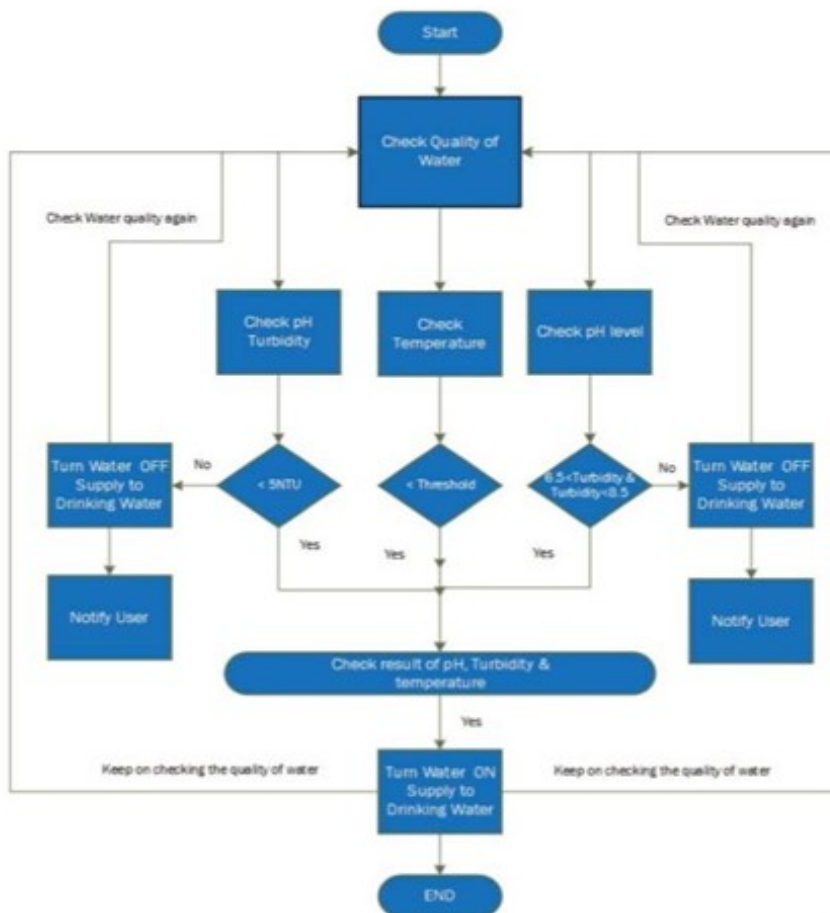 Start
Check Quality of
Water
Check Water quality again
Check Water quality again
Check pH
Turbidity
Check
Temperature
Check pH level
Turn Water OFF
Supply to
Drinking Water
No
< 5NTU
< Threshold
6.5<Turbidity &
Turbidity<8.5
No
Turn Water OFF
Supply to
Drinking Water
Yes
Yes
Yes
Notify User
Notify User
Check result of pH, Turbidity &
temperature
Yes
Keep on checking the quality of water
Turn Water ON
Supply to
Drinking Water
Keep on checking the quality of water
END